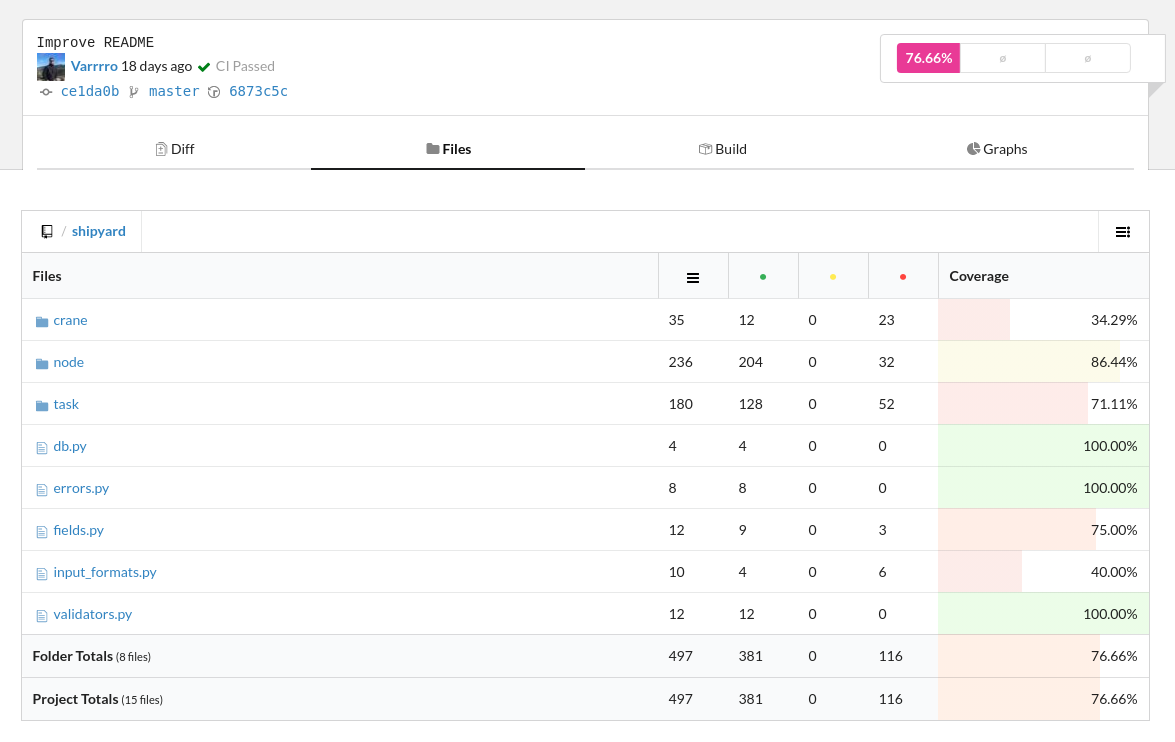 Improve README
Varrrro 18 days ago CI Passed
ce1da0b master 6873c5c
76.66% ø ø
Diff Files Build Graphs
/ shipyard
Files Coverage
crane 35 12 0 23 34.29%
node 236 204 0 32 86.44%
task 180 128 0 52 71.11%
db.py 4 4 0 0 100.00%
errors.py 8 8 0 0 100.00%
fields.py 12 9 0 3 75.00%
input_formats.py 10 4 0 6 40.00%
validators.py 12 12 0 0 100.00%
Folder Totals (8 files) 497 381 0 116 76.66%
Project Totals (15 files) 497 381 0 116 76.66%